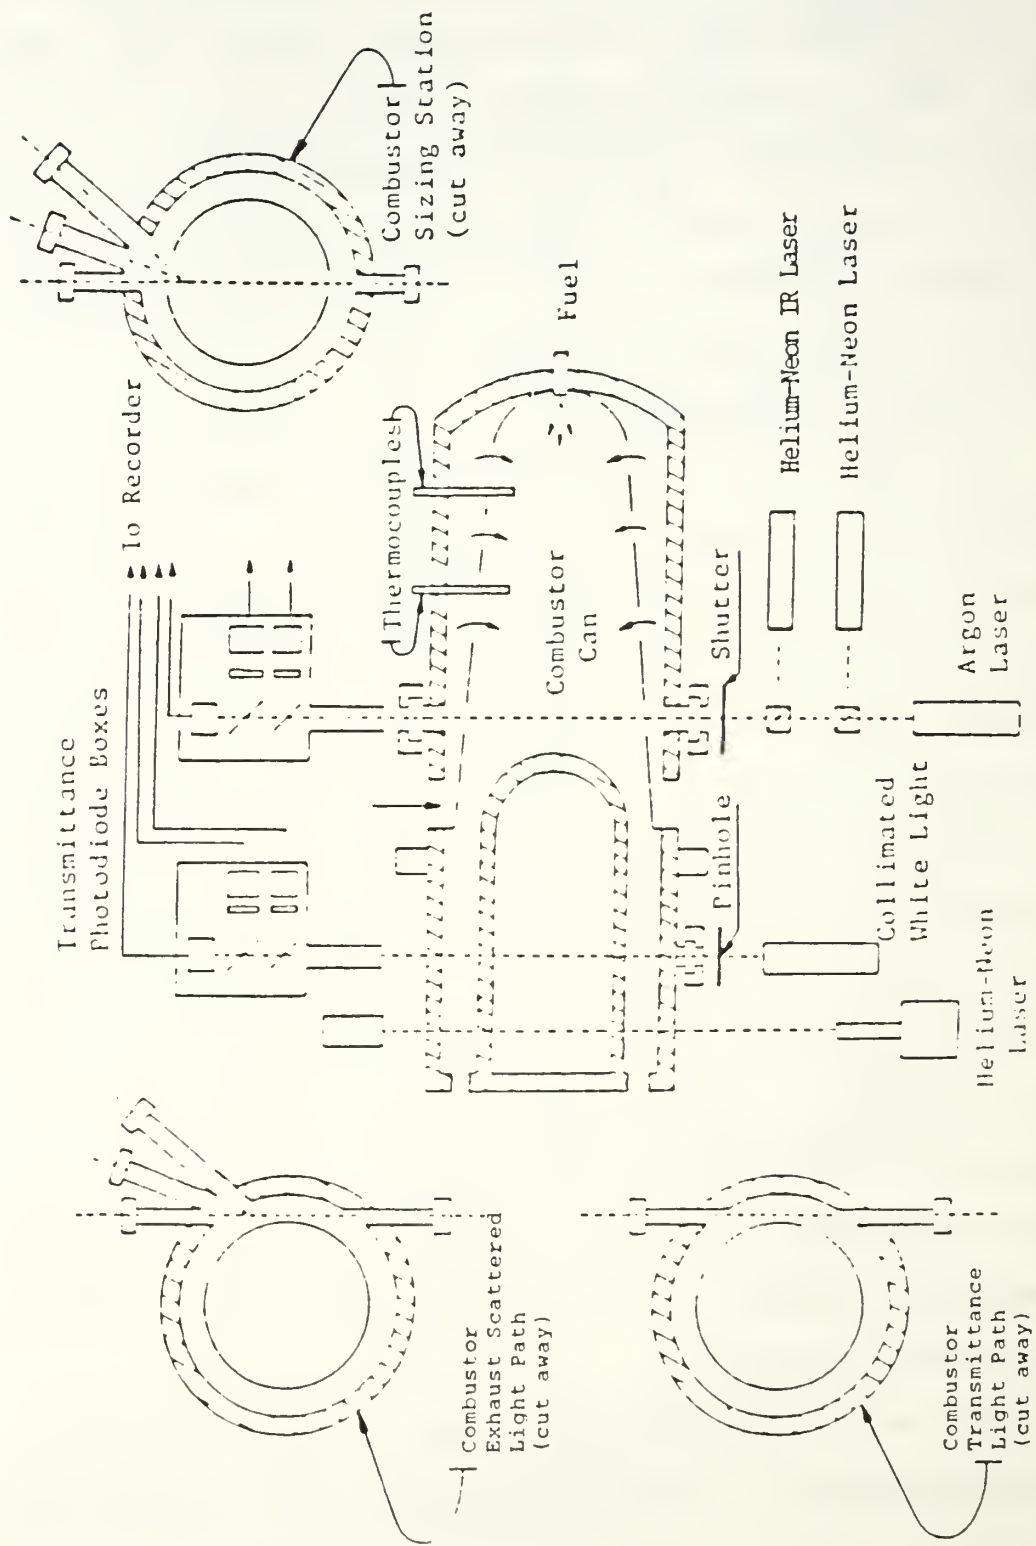 Transmittance
Photodiode Boxes
To Recorder
Combustor
Sizing Station
(cut away)
Thermocouples
Fuel
Combustor
Can
Shutter
Pinhole
Helium-Neon IR Laser
Helium-Neon Laser
Argon
Laser
Collimated
White Light
Helium-Neon
Laser
Combustor
Exhaust Scattered
Light Path
(cut away)
Combustor
Transmittance
Light Path
(cut away)